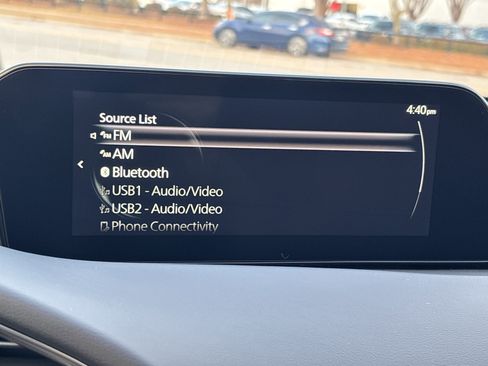 Source List
4:40pm
FM
AM
Bluetooth
USB1 - Audio/Video
USB2 - Audio/Video
Phone Connectivity